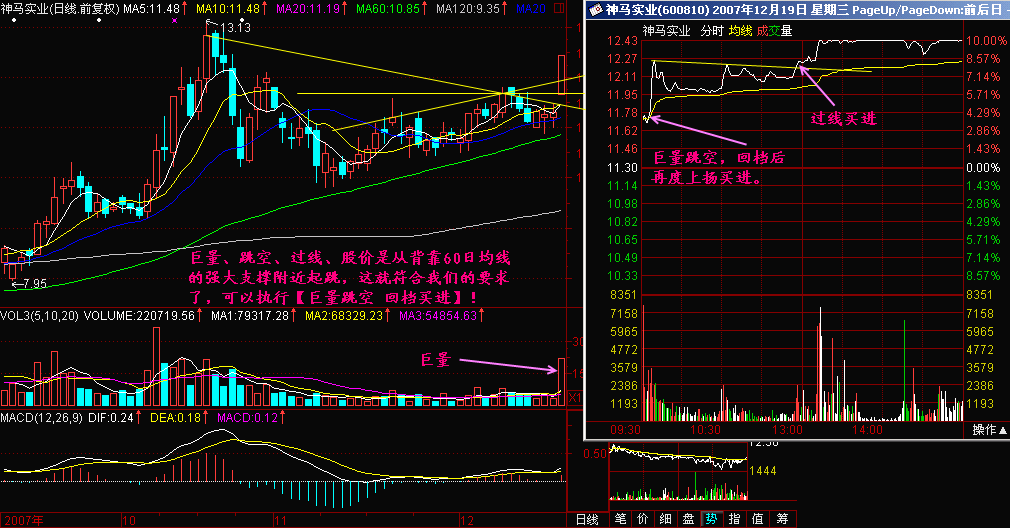 神马实业(日线.前复权) MA5:11.48↑ MA10:11.48↑ MA20:11.19↑ MA60:10.85↑ MA120:9.35↑ MA20
13.13
7.95
巨量、跳空、过线、股价是从背靠60日均线
的强大支撑附近起跳，这就符合我们的要求
了，可以执行【巨量跳空 回档买进】！
VOL3(5,10,20) VOLUME:220719.56↑ MA1:79317.28↑ MA2:68329.23↑ MA3:54854.63↑
巨量
MACD(12,26,9) DIF:0.24↑ DEA:0.18↑ MACD:0.12↑
2007年 10 11 12
日线
神马实业(600810) 2007年12月19日 星期三 PageUp/PageDown:前后日
神马实业 分时 均线 成交量
12.43 10.00%
12.27 8.57%
12.11 7.14%
11.95 5.71%
11.78 4.29%
11.62 2.86%
11.46 1.43%
11.30 0.00%
11.14 1.43%
10.98 2.86%
10.82 4.29%
10.65 5.71%
10.49 7.14%
10.33 8.57%
过线买进
巨量跳空，回档后
再度上扬买进。
8351 8351
7158 7158
5965 5965
4772 4772
3579 3579
2386 2386
1193 1193
09:30 10:30 13:00 14:00
操作▲
0.50
1444
笔 价 细 盘 势 指 值 筹